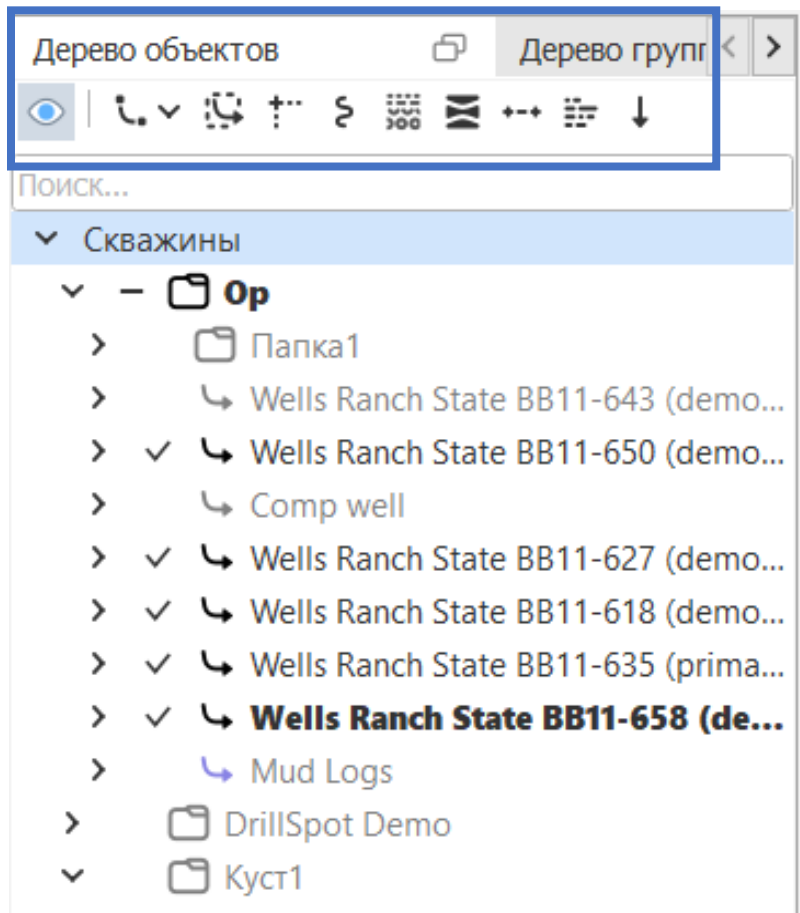 Дерево объектов Дерево групп
Поиск...
Скважины
Ор
Папка1
Wells Ranch State BB11-643 (demo...
Wells Ranch State BB11-650 (demo...
Comp well
Wells Ranch State BB11-627 (demo...
Wells Ranch State BB11-618 (demo...
Wells Ranch State BB11-635 (prima...
Wells Ranch State BB11-658 (de...
Mud Logs
DrillSpot Demo
Куст1